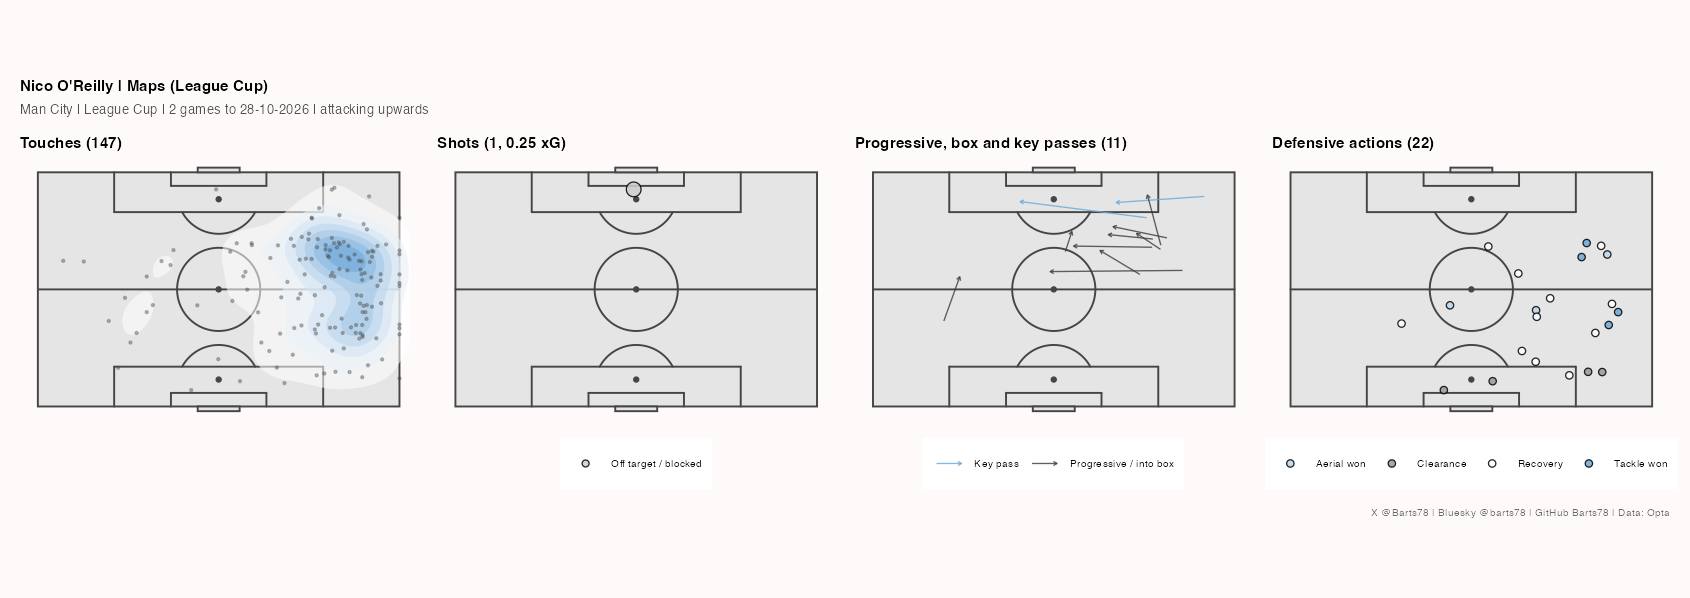 Nico O'Reilly | Maps (League Cup)
Man City | League Cup | 2 games to 28-10-2026 | attacking upwards
Touches (147)
Shots (1, 0.25 xG)
Progressive, box and key passes (11)
Defensive actions (22)
Off target / blocked
Key pass
Progressive / into box
Aerial won
Clearance
Recovery
Tackle won
X @Barts78 | Bluesky @barts78 | GitHub Barts78 | Data: Opta